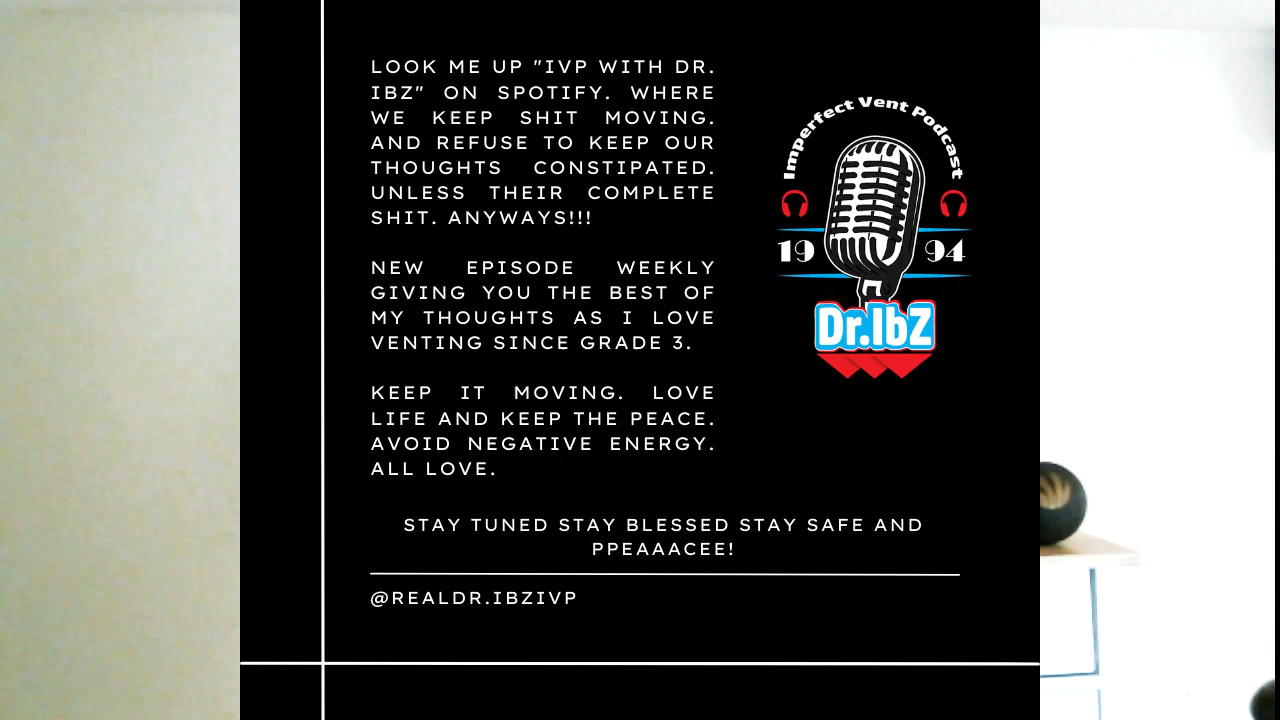 LOOK ME UP "IVP WITH DR.
IBZ" ON SPOTIFY. WHERE
WE KEEP SHIT MOVING.
AND REFUSE TO KEEP OUR
THOUGHTS CONSTIPATED.
UNLESS THEIR COMPLETE
SHIT. ANYWAYS!!!
NEW EPISODE WEEKLY
GIVING YOU THE BEST OF
MY THOUGHTS AS I LOVE
VENTING SINCE GRADE 3.
KEEP IT MOVING. LOVE
LIFE AND KEEP THE PEACE.
AVOID NEGATIVE ENERGY.
ALL LOVE.
Imperfect Vent Podcast
19 94
Dr.IbZ
STAY TUNED STAY BLESSED STAY SAFE AND
PPEAAACEE!
@REALDR.IBZIVP